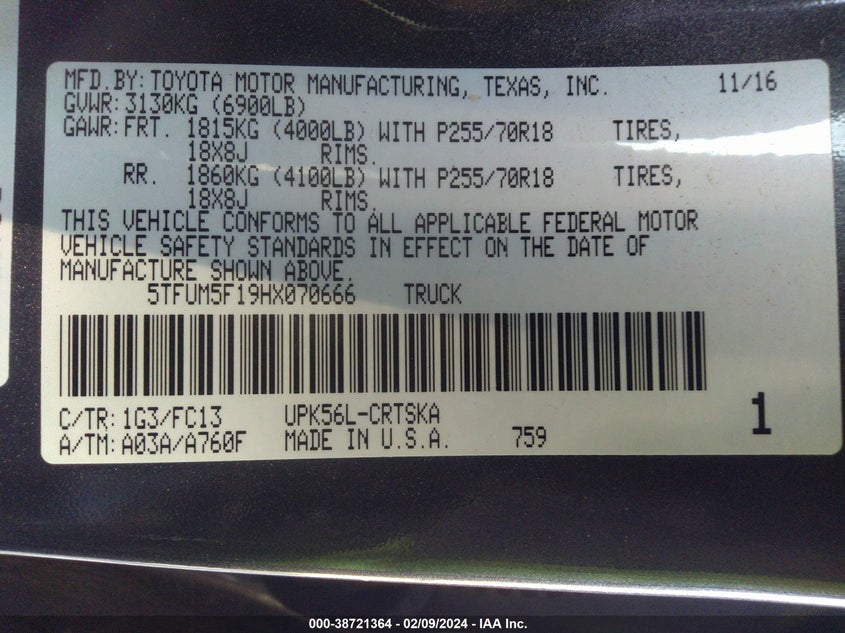 MFD.BY:TOYOTA MOTOR MANUFACTURING, TEXAS, INC. 11/16
GVWR:3130KG (6900LB)
GAWR:FRT. 1815KG (4000LB) WITH P255/70R18 TIRES,
18X8J RIMS.
RR. 1860KG (4100LB) WITH P255/70R18 TIRES,
18X8J RIMS.
THIS VEHICLE CONFORMS TO ALL APPLICABLE FEDERAL MOTOR
VEHICLE SAFETY STANDARDS IN EFFECT ON THE DATE OF
MANUFACTURE SHOWN ABOVE.
5TFUM5F19HX070666 TRUCK
C/TR:1G3/FC13 UPK56L-CRTSKA 1
A/TM:A03A/A760F MADE IN U.S.A. 759
000-38721364 - 02/09/2024 - IAA Inc.